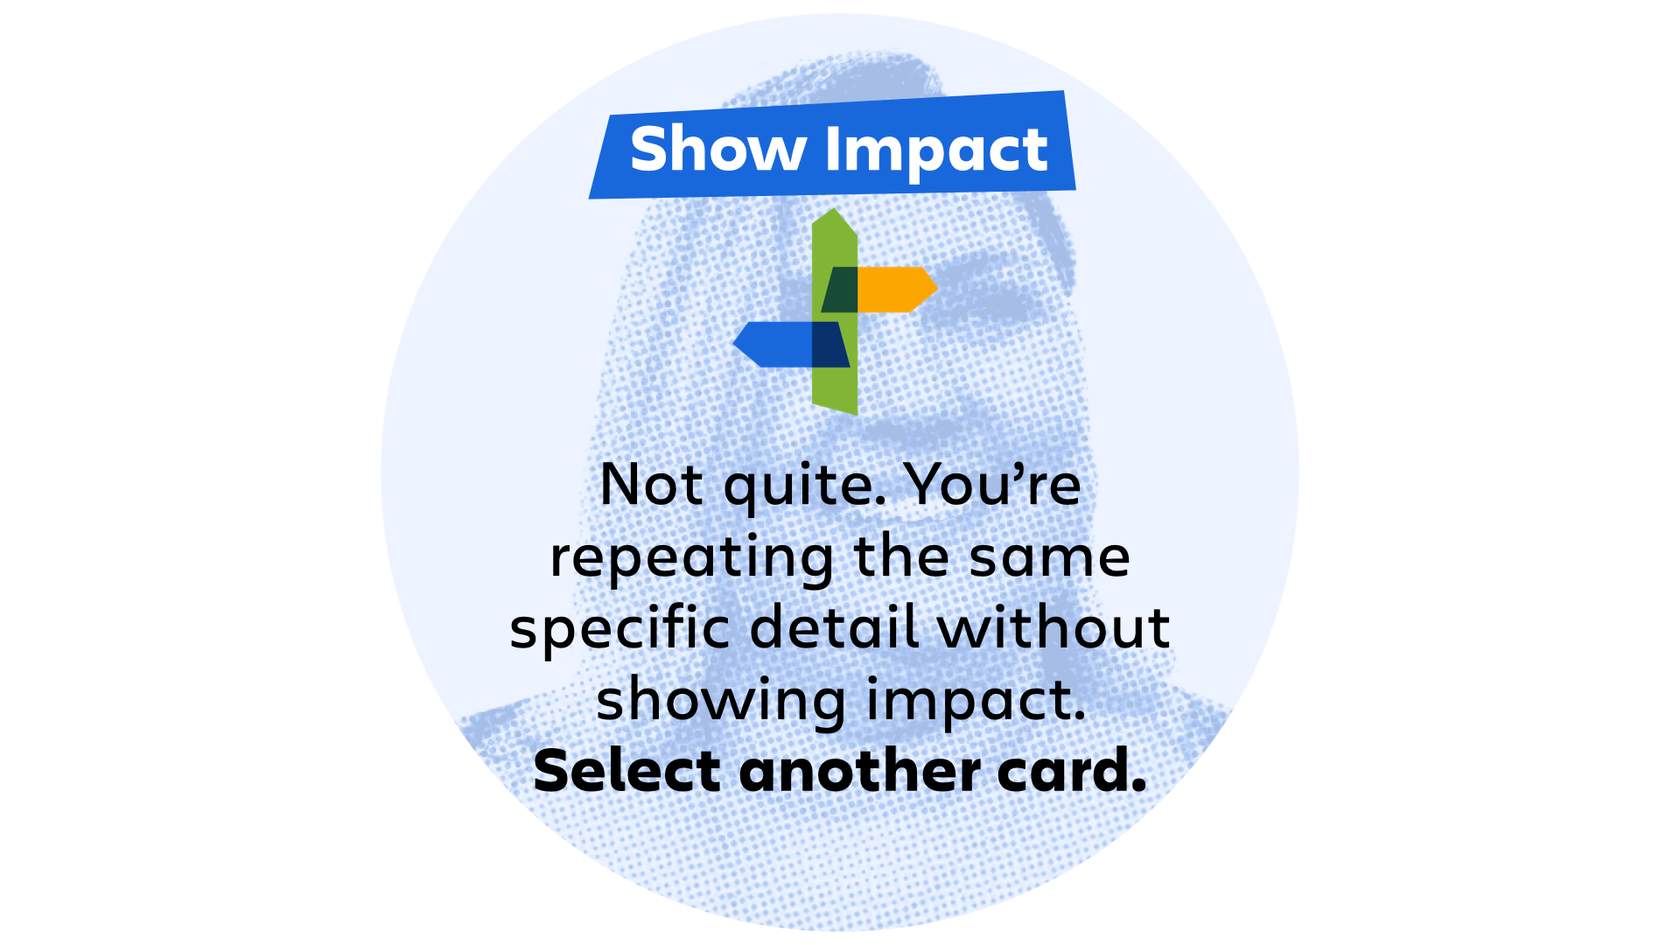 Show Impact
Not quite. You’re
repeating the same
specific detail without
showing impact.
Select another card.